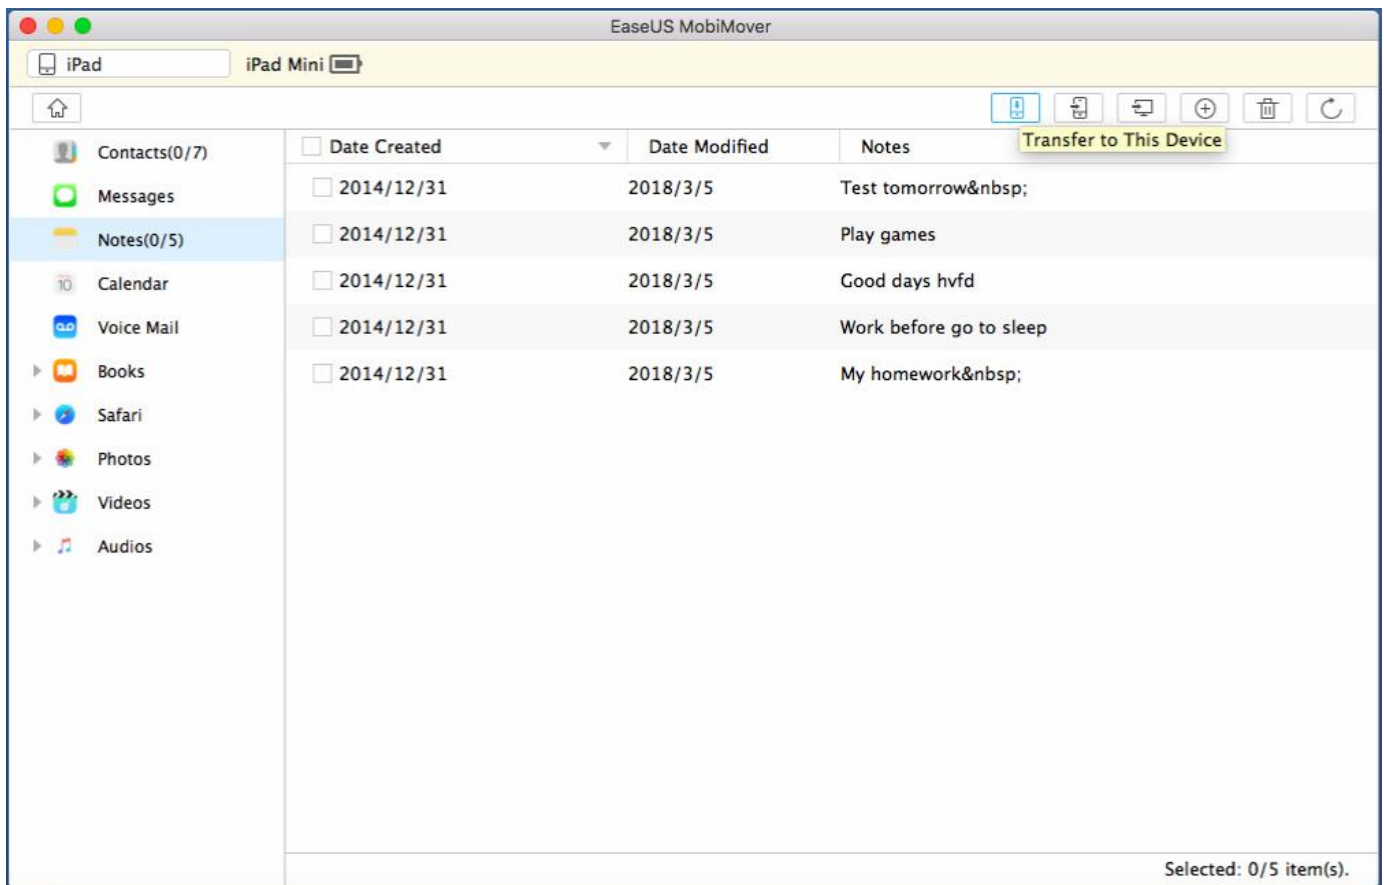 EaseUS MobiMover
iPad iPad Mini
Transfer to This Device
Date Created Date Modified Notes
Contacts(0/7)
Messages
Notes(0/5)
10 Calendar
Voice Mail
Books
Safari
Photos
Videos
Audios
2014/12/31 2018/3/5 Test tomorrow&nbsp;
2014/12/31 2018/3/5 Play games
2014/12/31 2018/3/5 Good days hvfd
2014/12/31 2018/3/5 Work before go to sleep
2014/12/31 2018/3/5 My homework&nbsp;
Selected: 0/5 item(s).